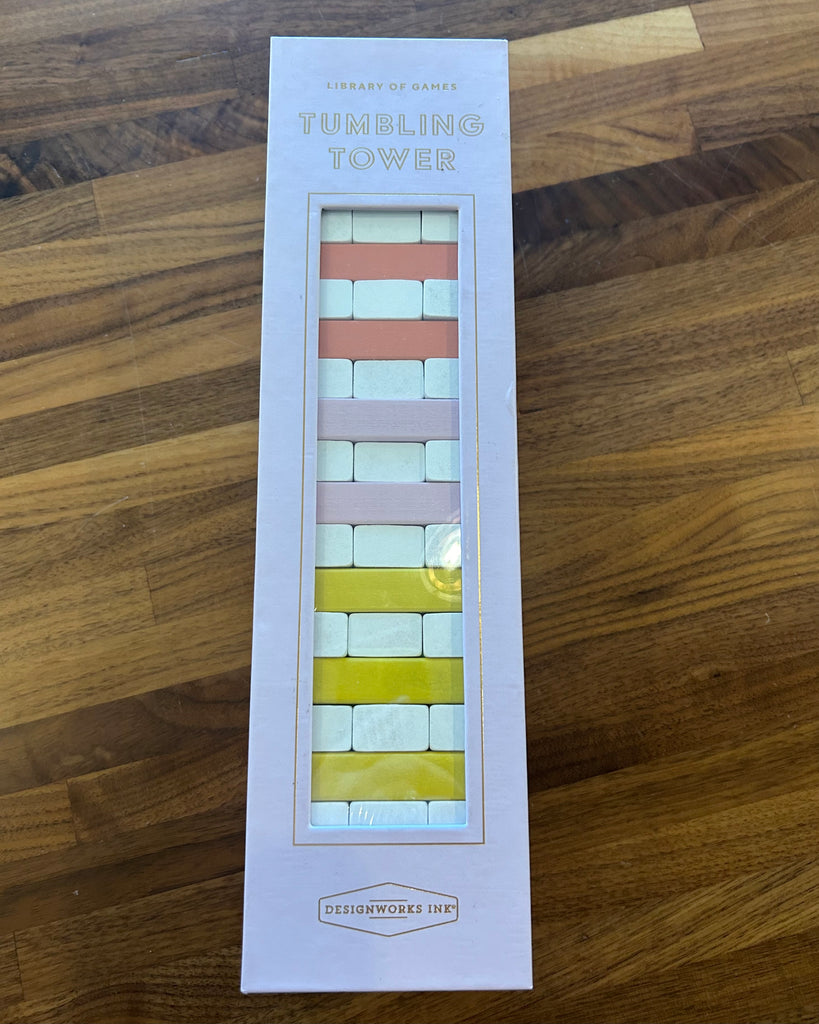 LIBRARY OF GAMES
TUMBLING
TOWER
DESIGNWORKS INK®